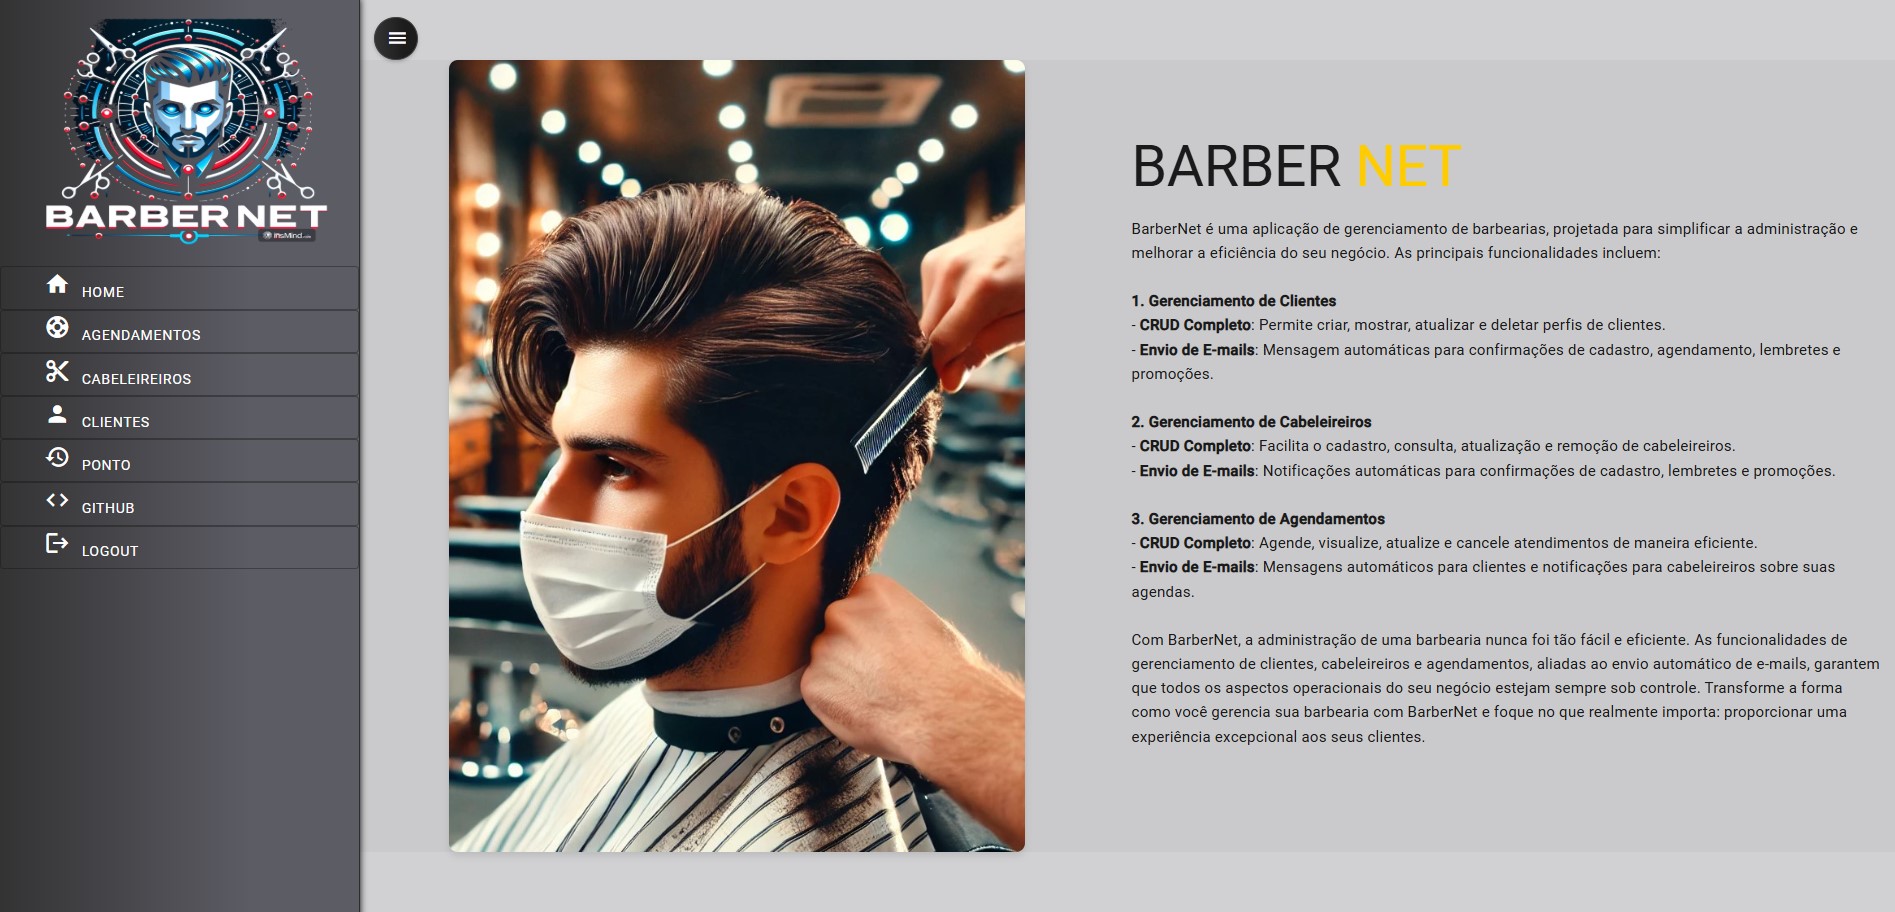 BARBER NET
HOME
AGENDAMENTOS
CABELEIREIROS
CLIENTES
PONTO
GITHUB
LOGOUT
BARBER NET
BarberNet é uma aplicação de gerenciamento de barbearias, projetada para simplificar a administração e
melhorar a eficiência do seu negócio. As principais funcionalidades incluem:
1. Gerenciamento de Clientes
- CRUD Completo: Permite criar, mostrar, atualizar e deletar perfis de clientes.
- Envio de E-mails: Mensagem automáticas para confirmações de cadastro, agendamento, lembretes e
promoções.
2. Gerenciamento de Cabeleireiros
- CRUD Completo: Facilita o cadastro, consulta, atualização e remoção de cabeleireiros.
- Envio de E-mails: Notificações automáticas para confirmações de cadastro, lembretes e promoções.
3. Gerenciamento de Agendamentos
- CRUD Completo: Agende, visualize, atualize e cancele atendimentos de maneira eficiente.
- Envio de E-mails: Mensagens automáticos para clientes e notificações para cabeleireiros sobre suas
agendas.
Com BarberNet, a administração de uma barbearia nunca foi tão fácil e eficiente. As funcionalidades de
gerenciamento de clientes, cabeleireiros e agendamentos, aliadas ao envio automático de e-mails, garantem
que todos os aspectos operacionais do seu negócio estejam sempre sob controle. Transforme a forma
como você gerencia sua barbearia com BarberNet e foque no que realmente importa: proporcionar uma
experiência excepcional aos seus clientes.